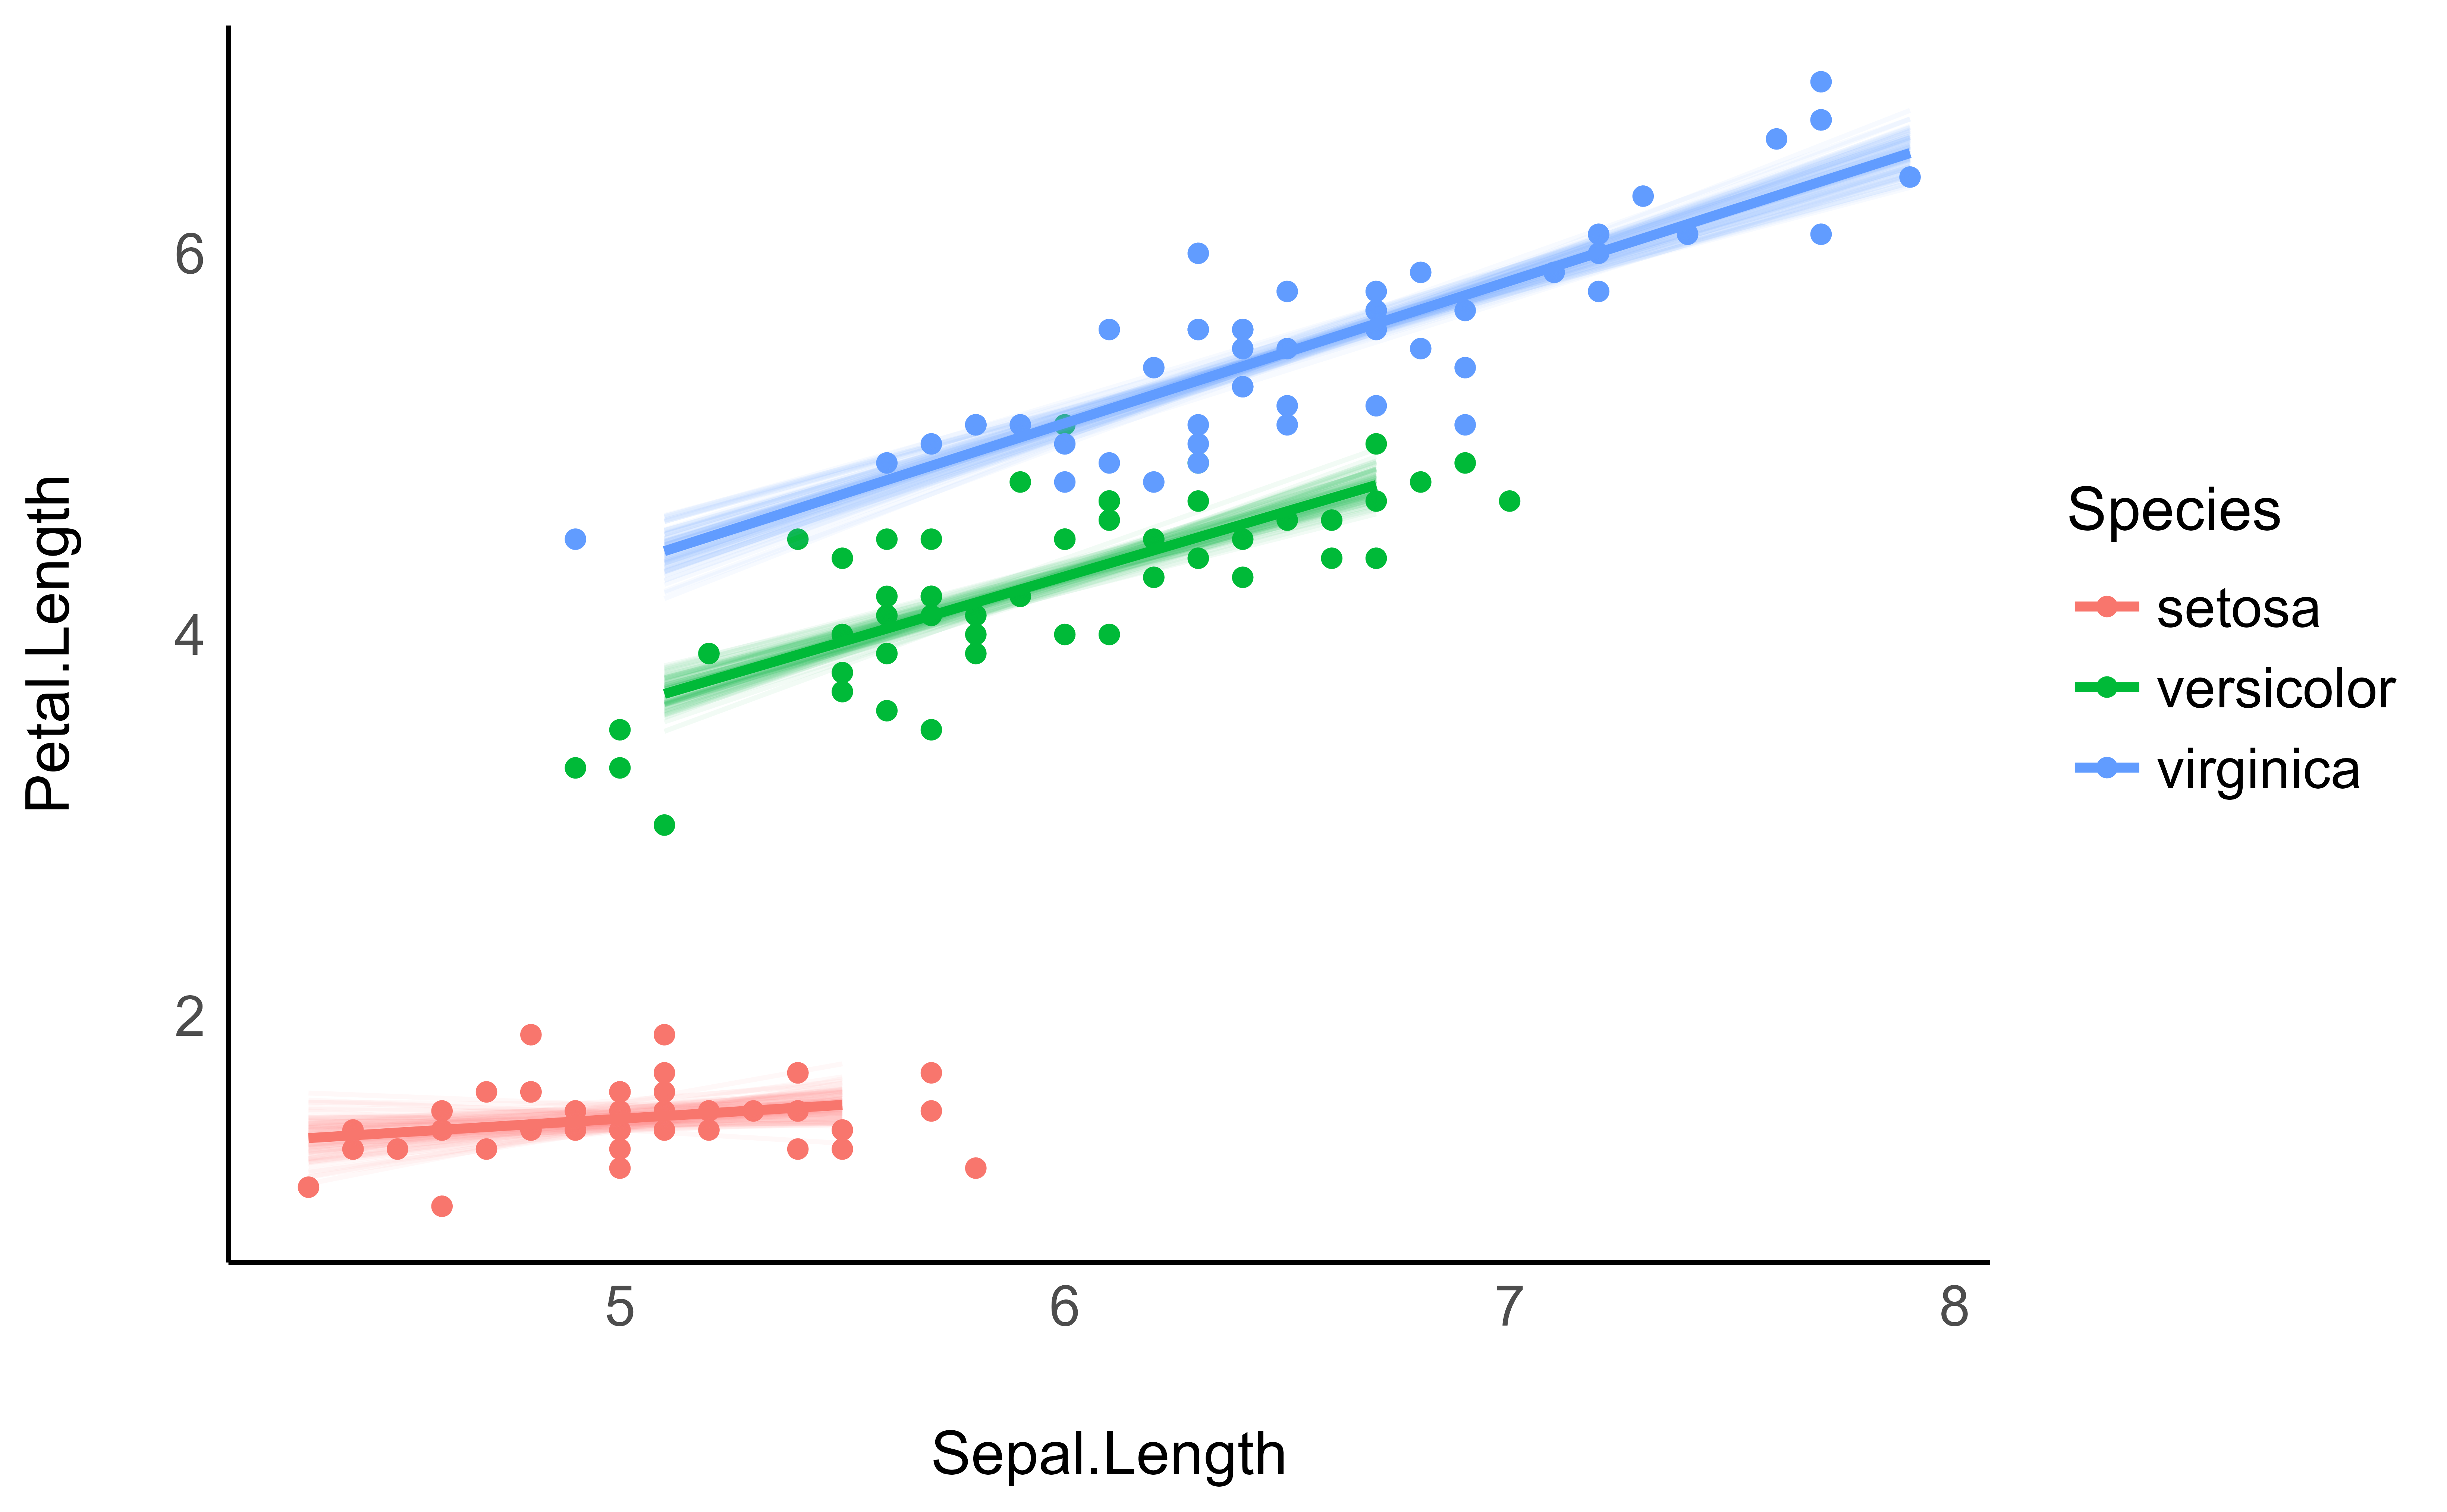 Petal.Length
6
4
2
5 6 7 8
Sepal.Length
Species
setosa
versicolor
virginica